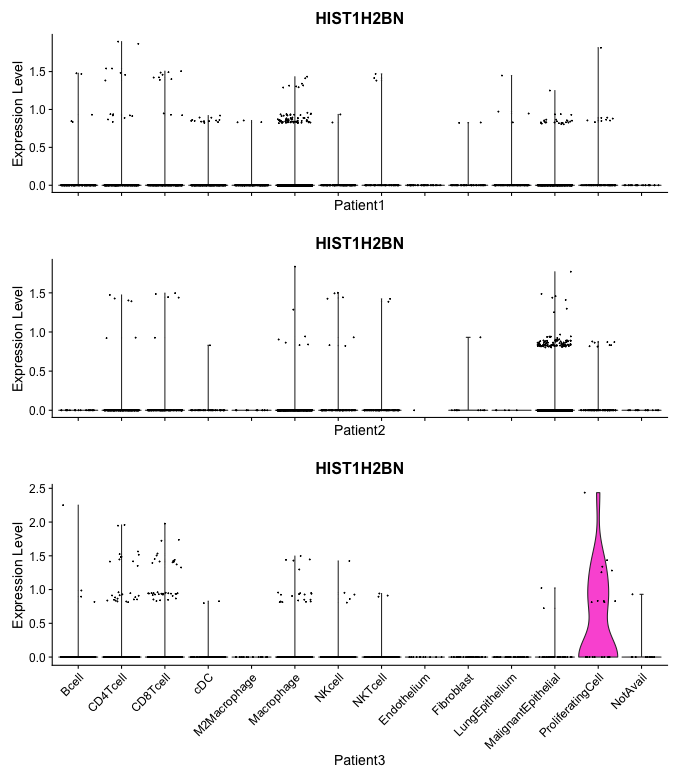 HIST1H2BN
Expression Level
1.5
1.0
0.5
0.0
Patient1
HIST1H2BN
Expression Level
1.5
1.0
0.5
0.0
Patient2
HIST1H2BN
Expression Level
2.5
2.0
1.5
1.0
0.5
0.0
Bcell
CD4Tcell
CD8Tcell
cDC
M2Macrophage
Macrophage
NKcell
NKTcell
Endothelium
Fibroblast
LungEpithelium
MalignantEpithelial
ProliferatingCell
NotAvail
Patient3